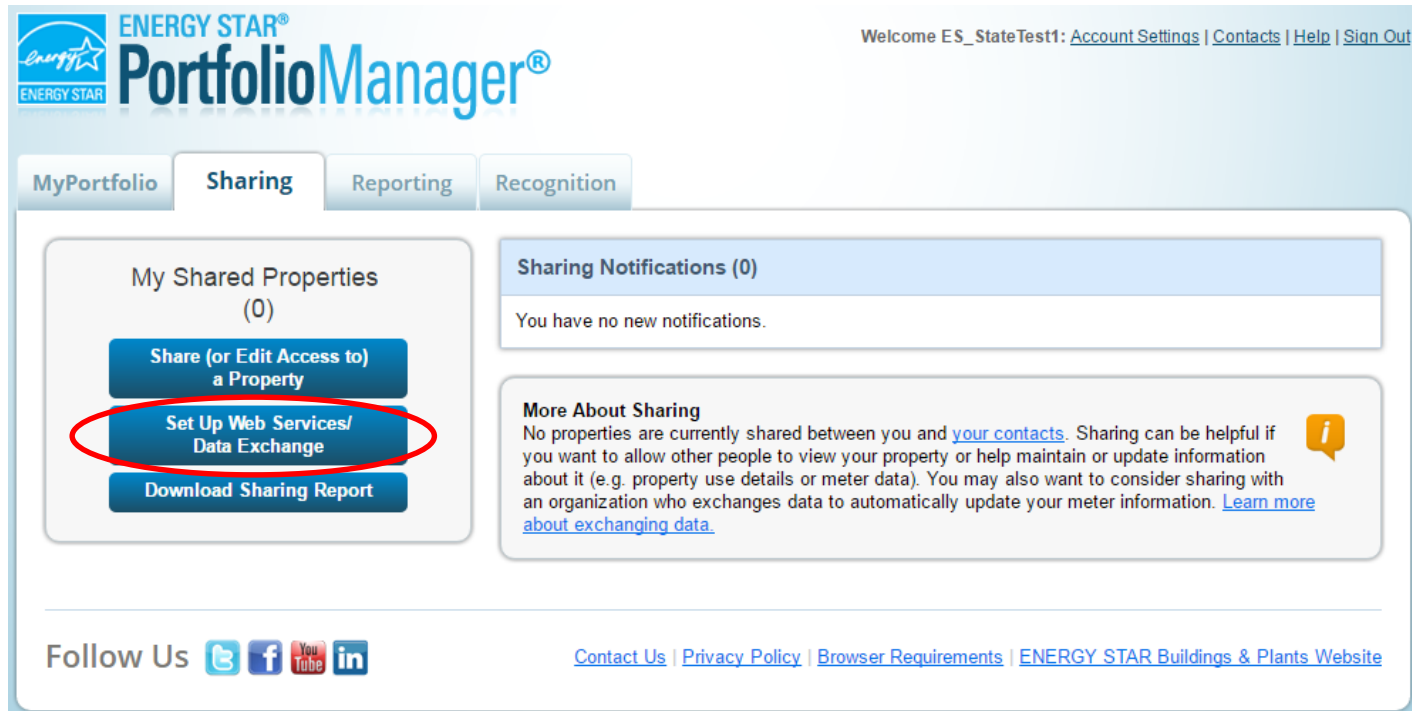 ENERGY STAR®
PortfolioManager®
energy
ENERGY STAR
Welcome ES_StateTest1: Account Settings | Contacts | Help | Sign Out
MyPortfolio
Sharing
Reporting
Recognition
My Shared Properties
(0)
Share (or Edit Access to)
a Property
Set Up Web Services/
Data Exchange
Download Sharing Report
Sharing Notifications (0)
You have no new notifications.
More About Sharing
No properties are currently shared between you and your contacts. Sharing can be helpful if
you want to allow other people to view your property or help maintain or update information
about it (e.g. property use details or meter data). You may also want to consider sharing with
an organization who exchanges data to automatically update your meter information. Learn more
about exchanging data.
i
Follow Us
f
You
Tube
in
Contact Us | Privacy Policy | Browser Requirements | ENERGY STAR Buildings & Plants Website